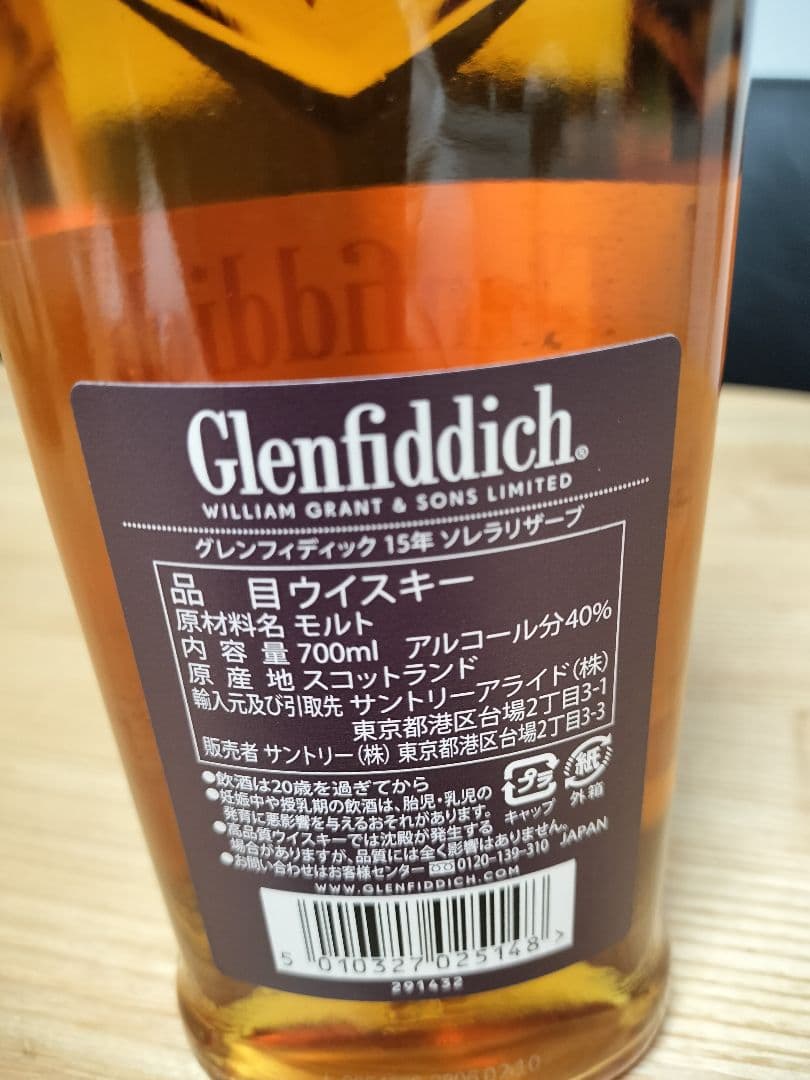 Glenfiddich®
WILLIAM GRANT & SONS LIMITED
グレンフィディック 15年 ソレラリザーブ
品 目 ウイスキー
原材料名 モルト
内容量 700ml アルコール分40%
原産地 スコットランド
輸入元及び引取先 サントリーアライド(株)
東京都港区台場2丁目3-1
販売者 サントリー(株) 東京都港区台場2丁目3-3
●飲酒は20歳を過ぎてから
●妊娠中や授乳期の飲酒は、胎児・乳児の
発育に悪影響を与えるおそれがあります。
●高品質ウイスキーでは沈殿が発生する
場合がありますが、品質には全く影響はありません。
●お問い合わせはお客様センター 0120-139-310 JAPAN
プラ
キャップ
紙
外箱
WWW.GLENFIDDICH.COM
5 010327 025148 >
291432